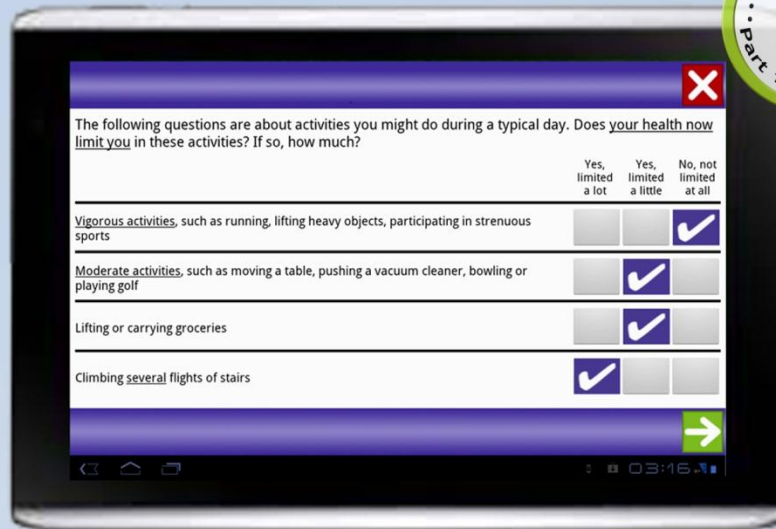 Part
The following questions are about activities you might do during a typical day. Does your health now
limit you in these activities? If so, how much?
Yes, limited a lot
Yes, limited a little
No, not limited at all
Vigorous activities, such as running, lifting heavy objects, participating in strenuous
sports
Moderate activities, such as moving a table, pushing a vacuum cleaner, bowling or
playing golf
Lifting or carrying groceries
Climbing several flights of stairs
03:16